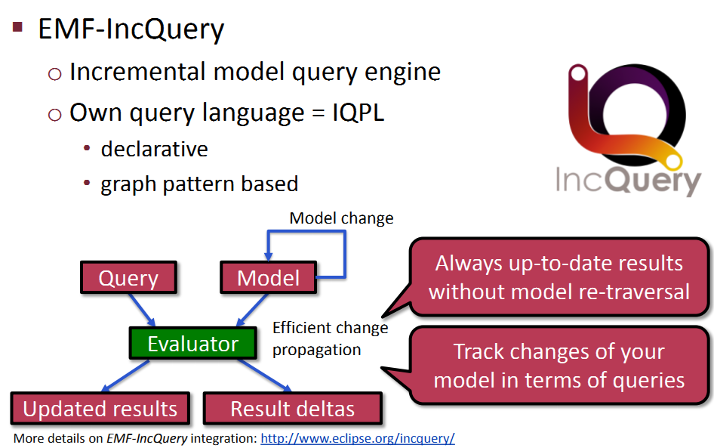 EMF-IncQuery
Incremental model query engine
Own query language = IQPL
declarative
graph pattern based
IncQuery
Model change
Query
Model
Evaluator
Efficient change
propagation
Updated results
Result deltas
Always up-to-date results
without model re-traversal
Track changes of your
model in terms of queries
More details on EMF-IncQuery integration: http://www.eclipse.org/incquery/